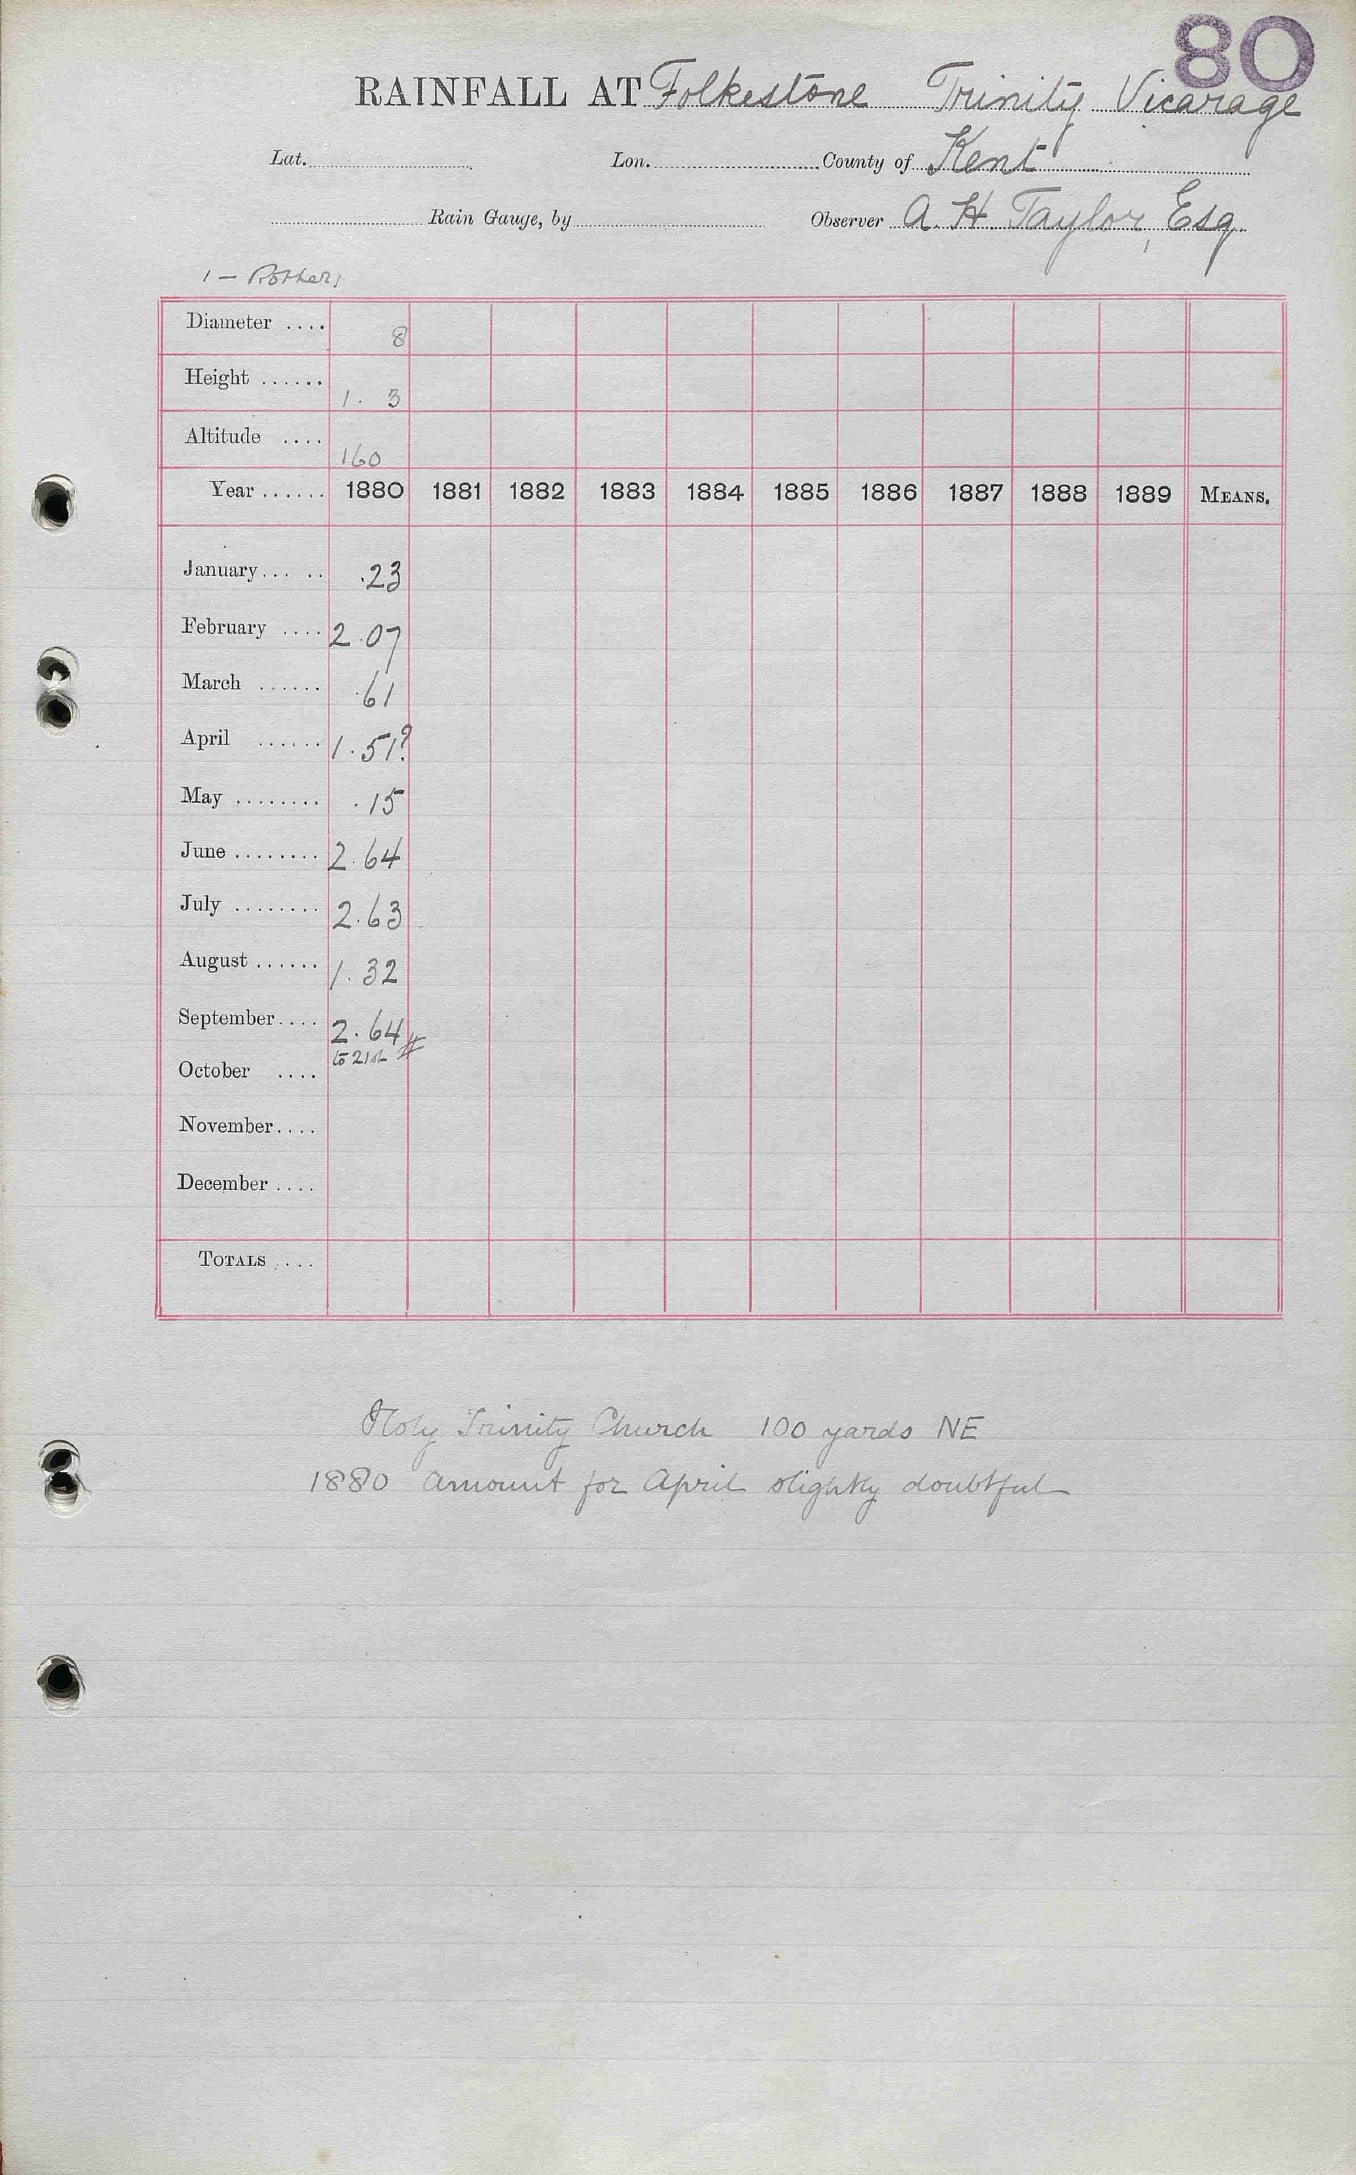 80
RAINFALL AT Folkestone Trinity Vicarage
Lat. Lon. County of Kent
Rain Gauge, by Observer A. H. Taylor, Esq.
1 — Rother
Diameter .... 8
Height ...... 1. 3
Altitude .... 160
Year ...... 1880 1881 1882 1883 1884 1885 1886 1887 1888 1889 MEANS.
January... .. .23
February .... 2.07
March ...... .61
April ...... 1.51?
May ........ .15
June ........ 2.64
July ........ 2.63
August ...... 1.32
September.... 2.64 #
to 21st
October ....
November....
December ....
TOTALS ....
Holy Trinity Church 100 yards NE
1880 amount for April slightly doubtful